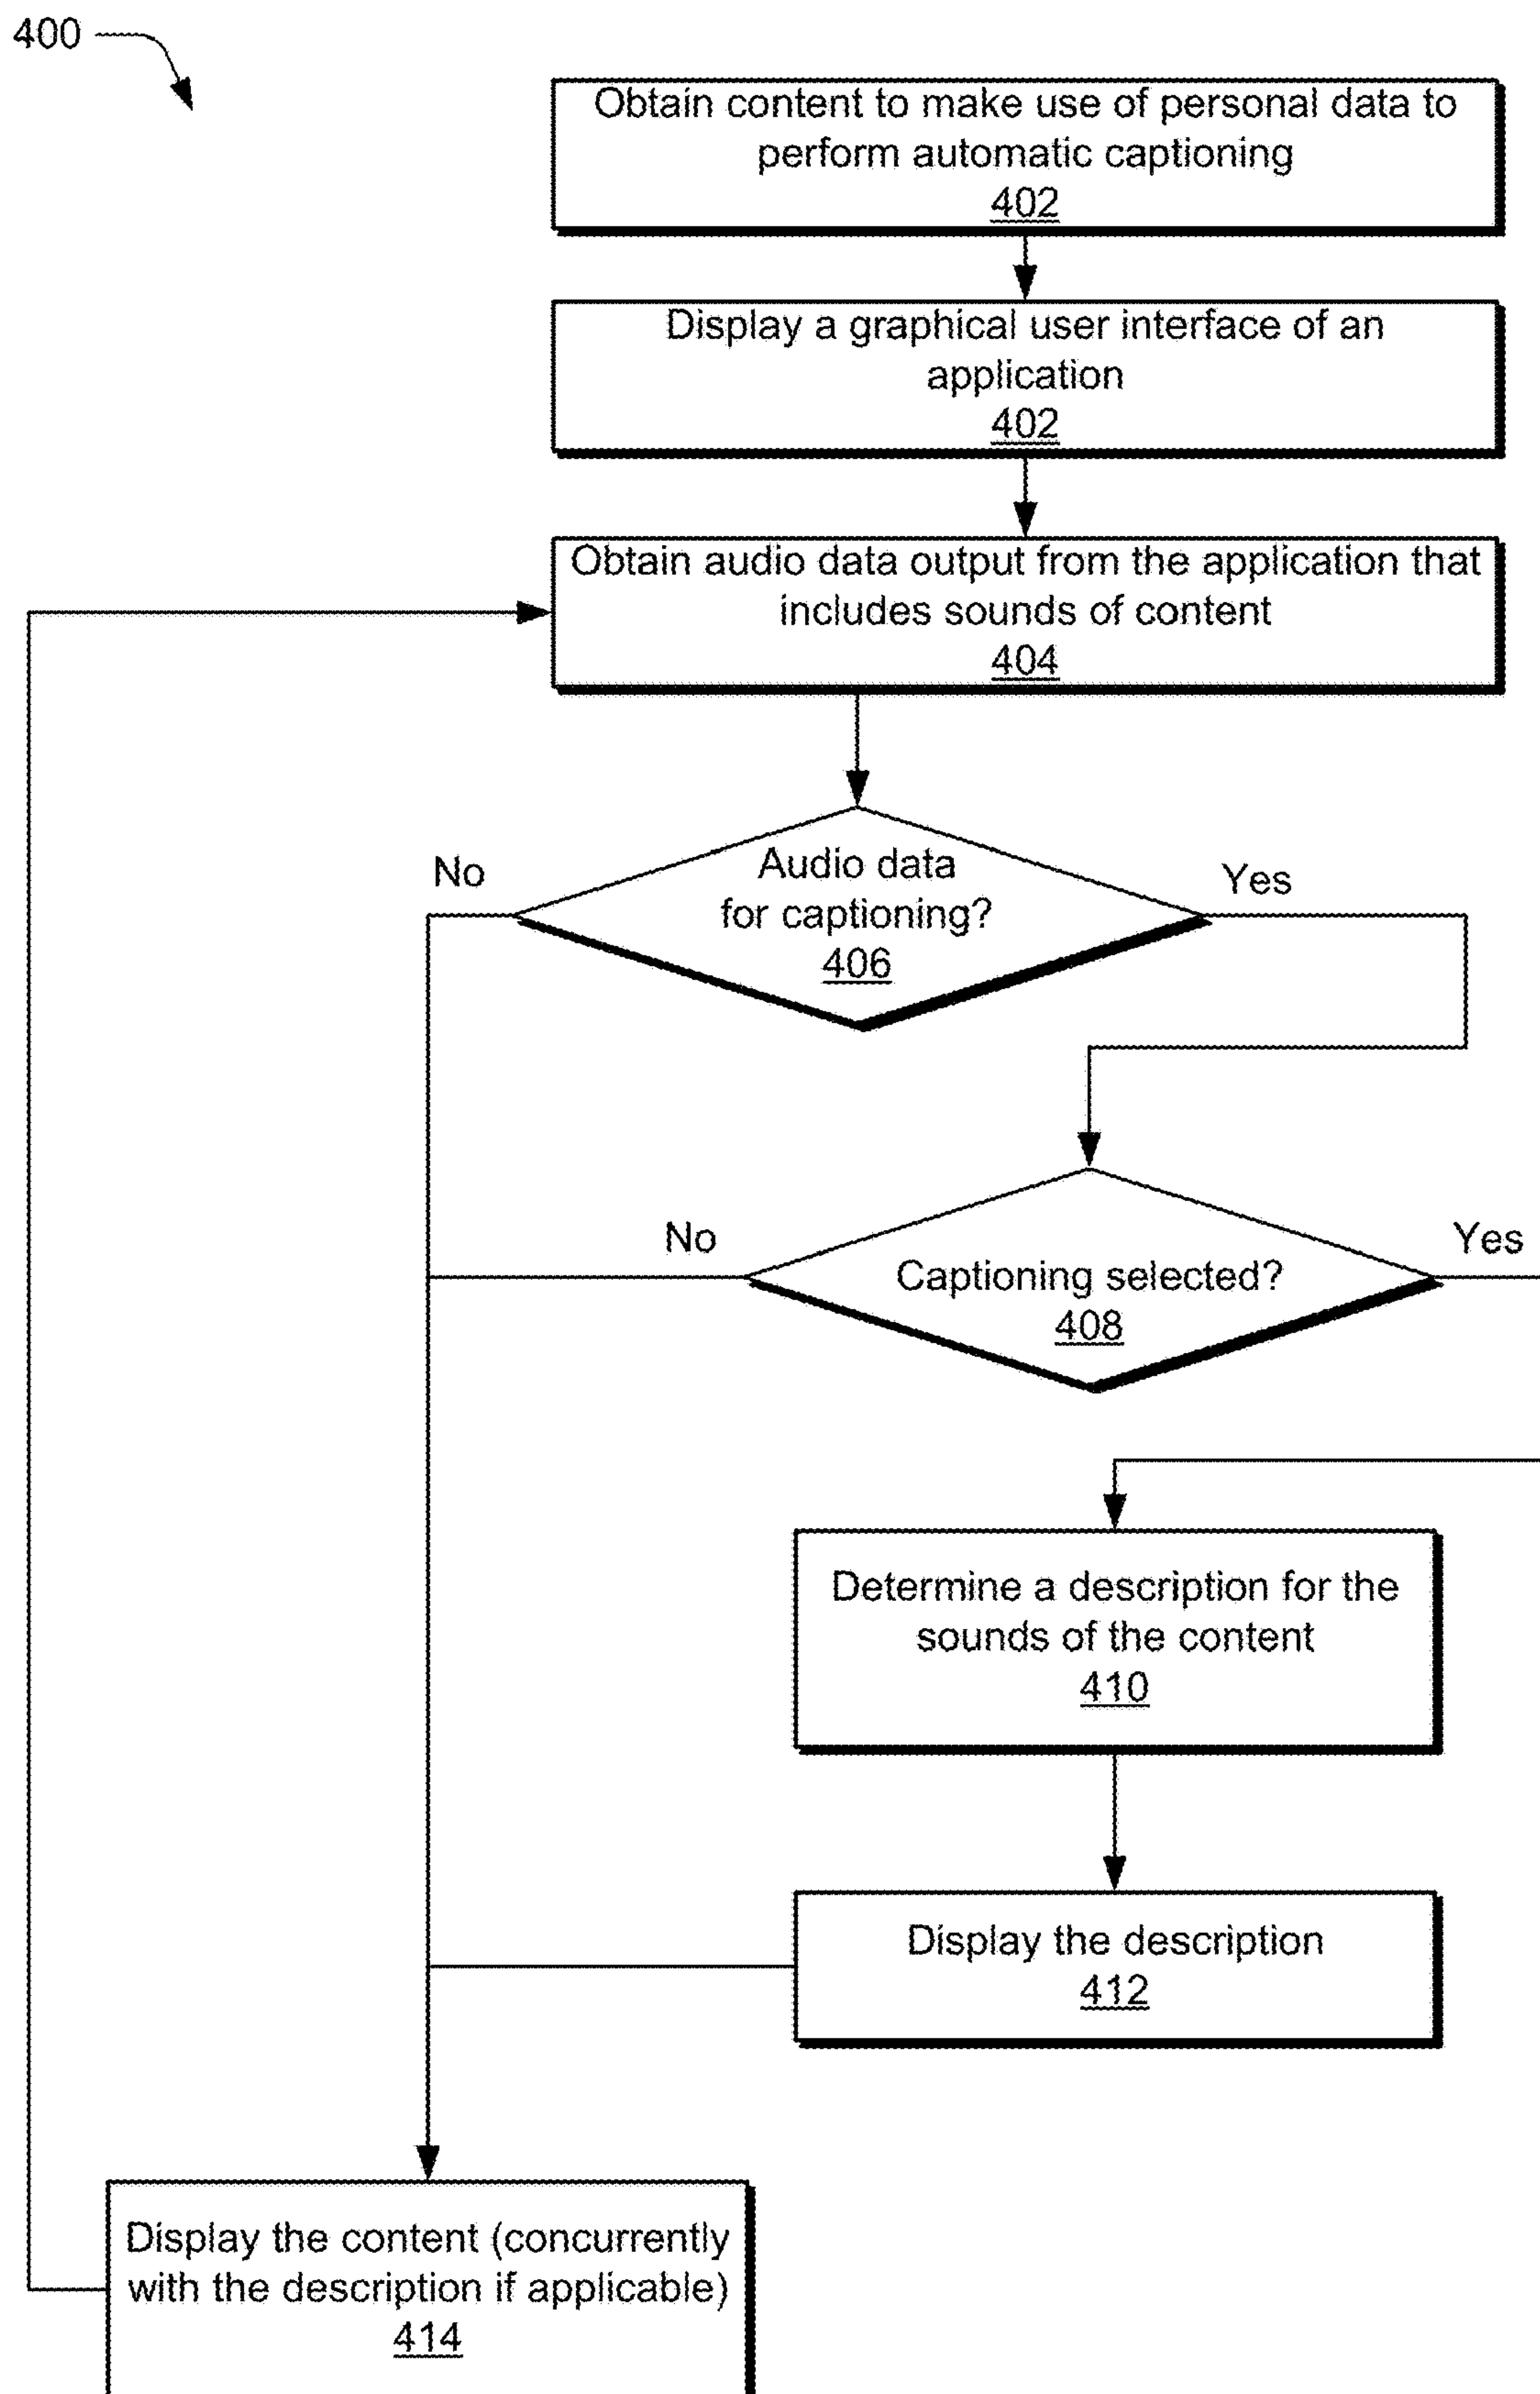 400
Obtain content to make use of personal data to
perform automatic captioning
402
Display a graphical user interface of an
application
402
Obtain audio data output from the application that
includes sounds of content
404
No
Audio data
for captioning?
406
Yes
No
Captioning selected?
408
Yes
Determine a description for the
sounds of the content
410
Display the description
412
Display the content (concurrently
with the description if applicable)
414